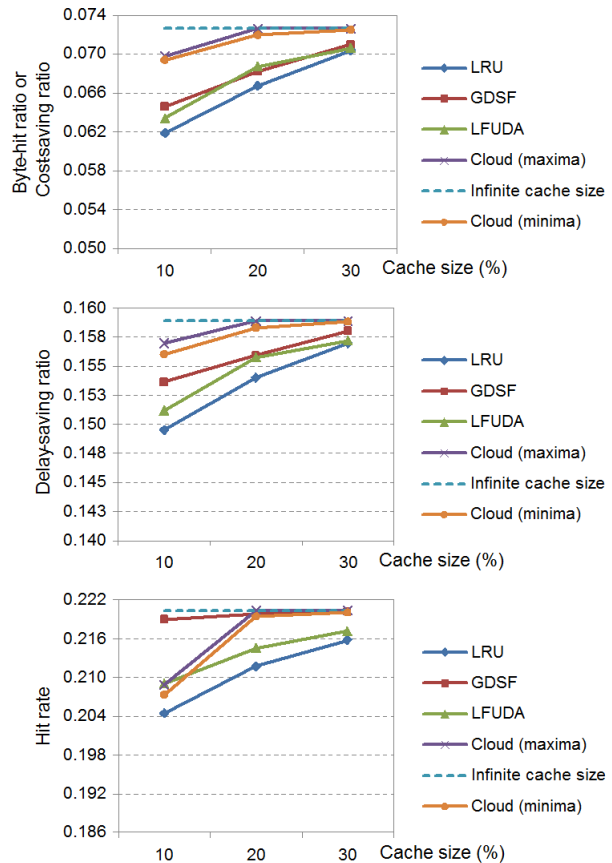 Byte-hit ratio or
Cost-saving ratio
0.074
0.070
0.066
0.062
0.058
0.054
0.050
10
20
30
Cache size (%)
LRU
GDSF
LFUDA
Cloud (maxima)
Infinite cache size
Cloud (minima)
Delay-saving ratio
0.160
0.158
0.155
0.153
0.150
0.148
0.145
0.143
0.140
10
20
30
Cache size (%)
LRU
GDSF
LFUDA
Cloud (maxima)
Infinite cache size
Cloud (minima)
Hit rate
0.222
0.216
0.210
0.204
0.198
0.192
0.186
10
20
30
Cache size (%)
LRU
GDSF
LFUDA
Cloud (maxima)
Infinite cache size
Cloud (minima)